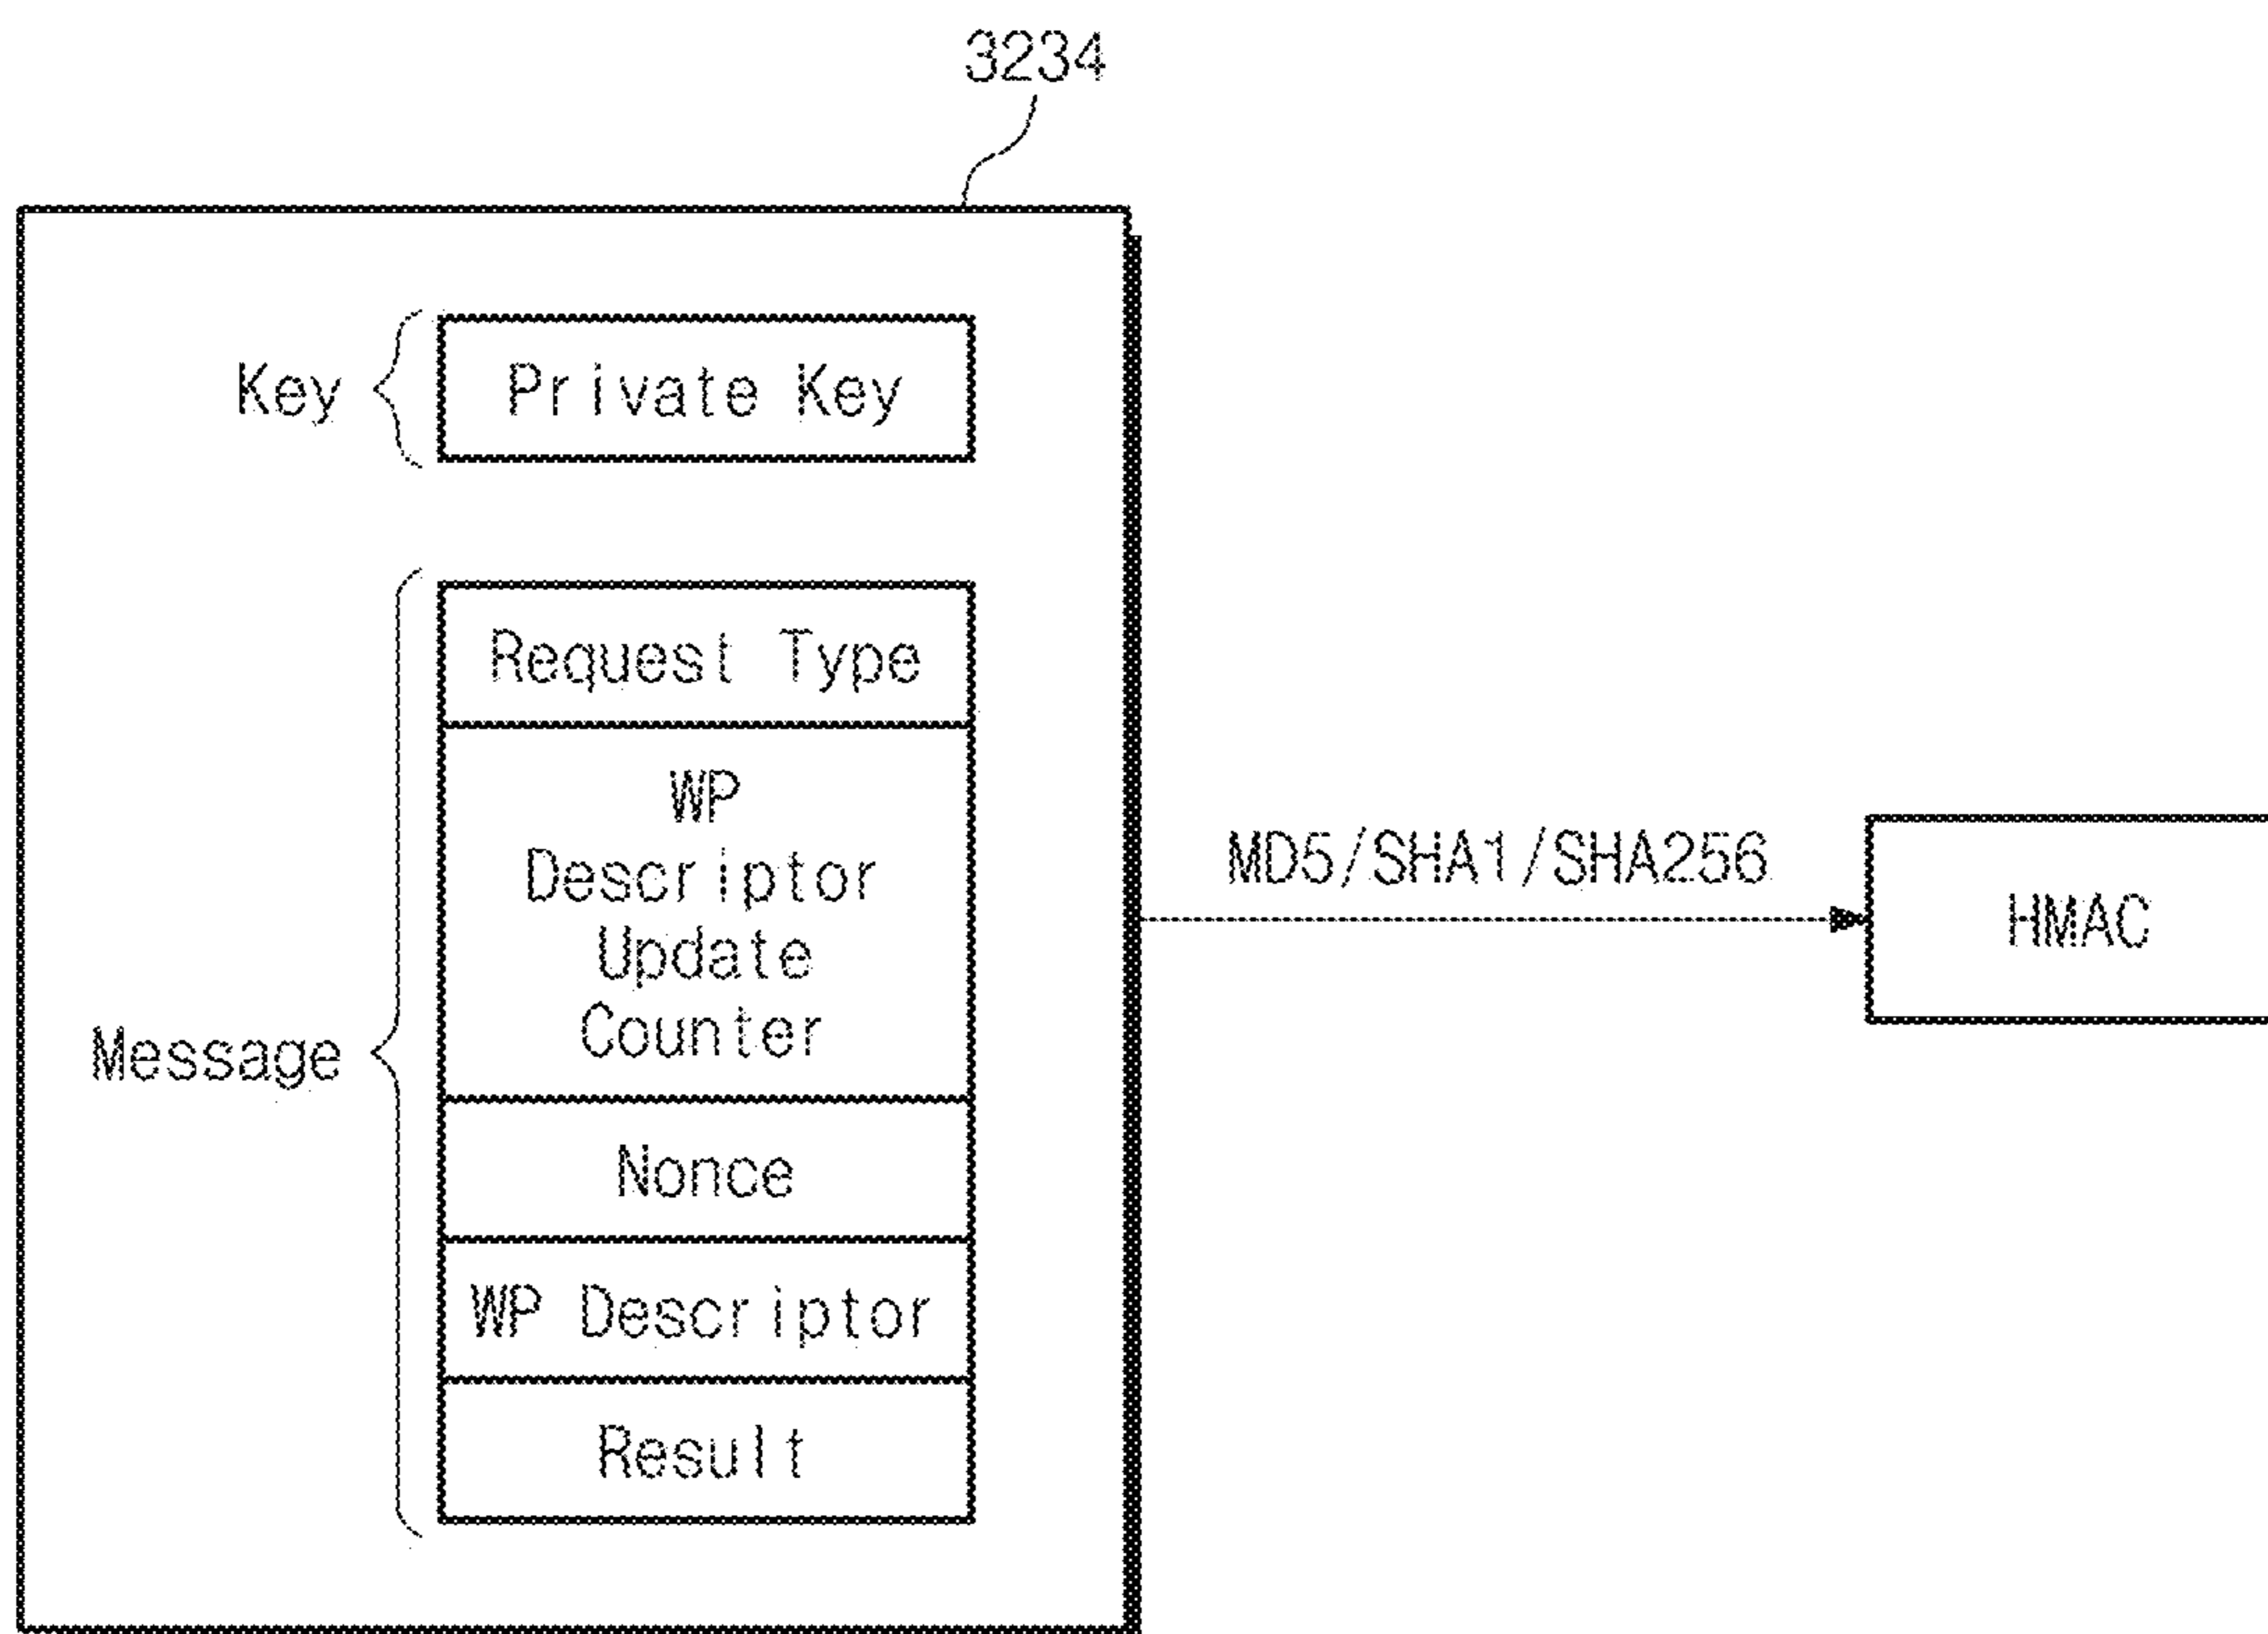 3234
Key
Private Key
Message
Request Type
WP
Descriptor
Update
Counter
Nonce
WP Descriptor
Result
MD5/SHA1/SHA256
HMAC